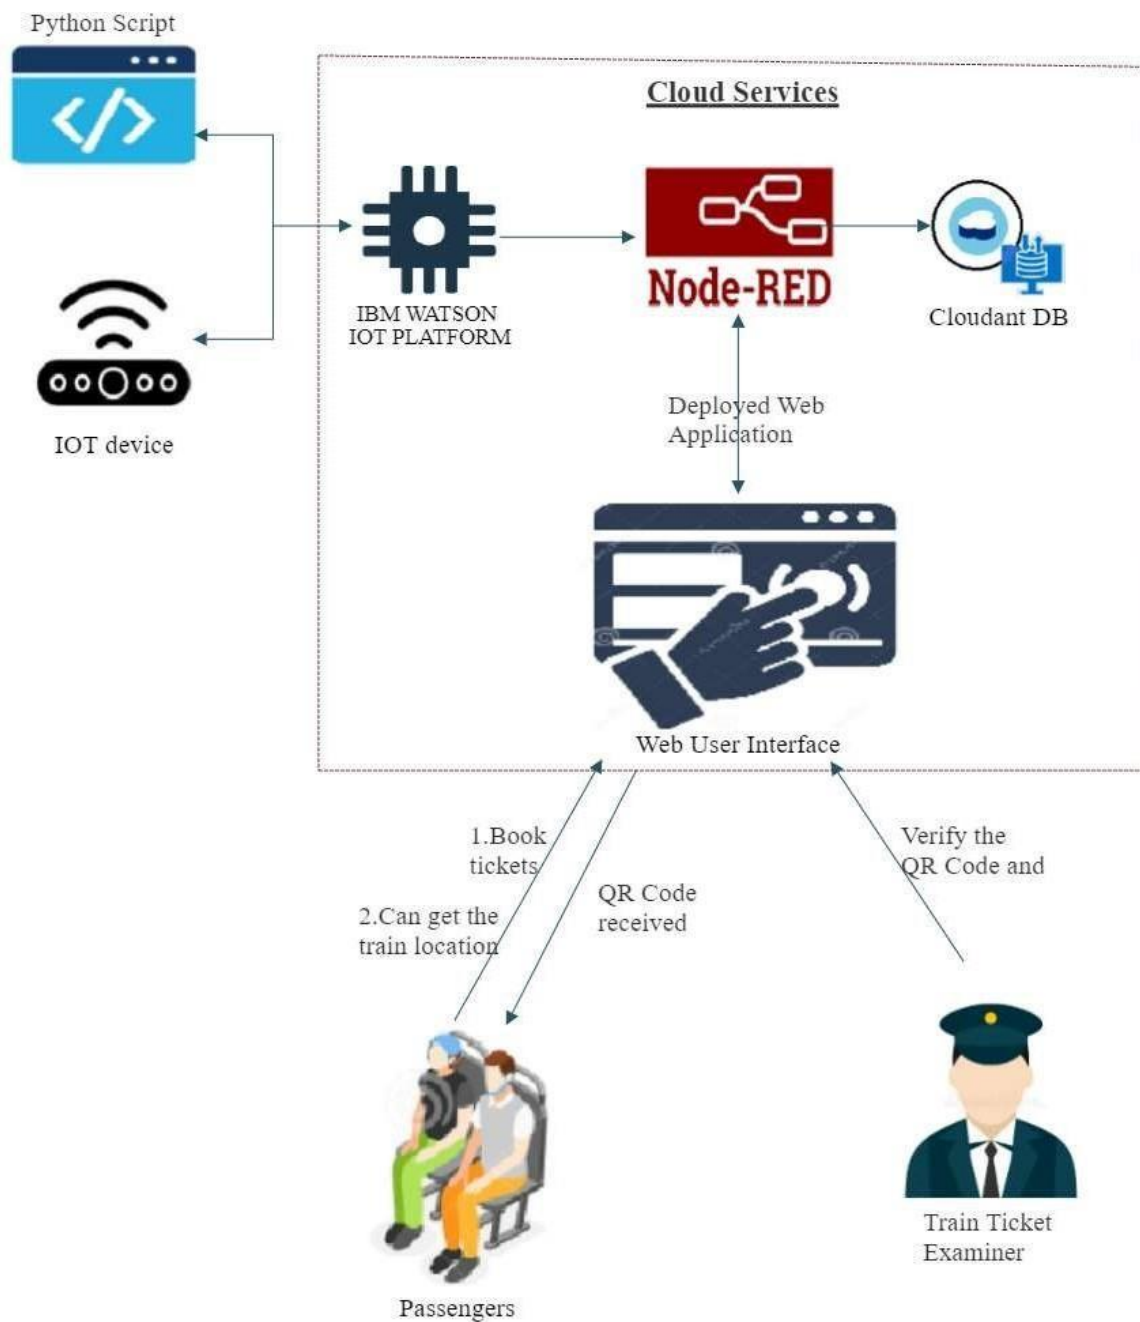 Python Script
Cloud Services
Node-RED
IBM WATSON
IOT PLATFORM
Cloudant DB
IOT device
Deployed Web
Application
Web User Interface
1.Book
tickets
Verify the
QR Code and
QR Code
received
2.Can get the
train location
Train Ticket
Examiner
Passengers